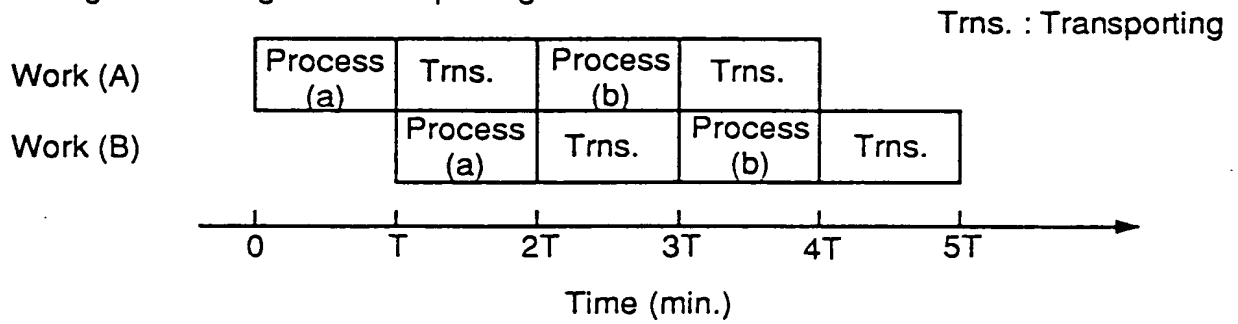 Trns. : Transporting
Work (A) Process (a) Trns. Process (b) Trns.
Work (B) Process (a) Trns. Process (b) Trns.
0 T 2T 3T 4T 5T
Time (min.)